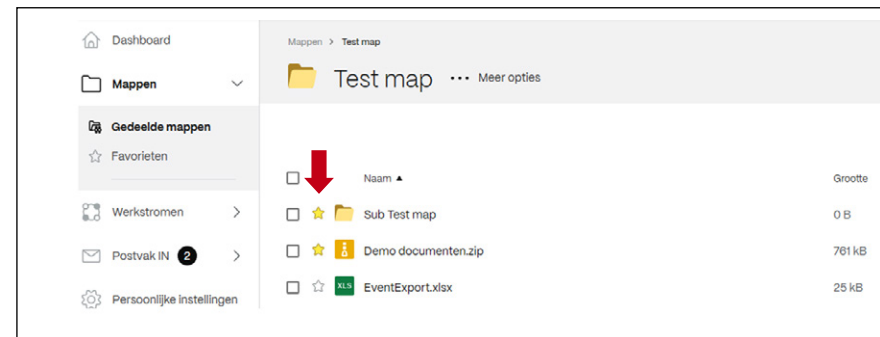 Dashboard
Mappen > Test map
Mappen
Test map ··· Meer opties
Gedeelde mappen
Favorieten
Naam ▲ Grootte
Werkstromen
Sub Test map 0 B
Postvak IN 2
Demo documenten.zip 761 kB
XLS EventExport.xlsx 25 kB
Persoonlijke instellingen